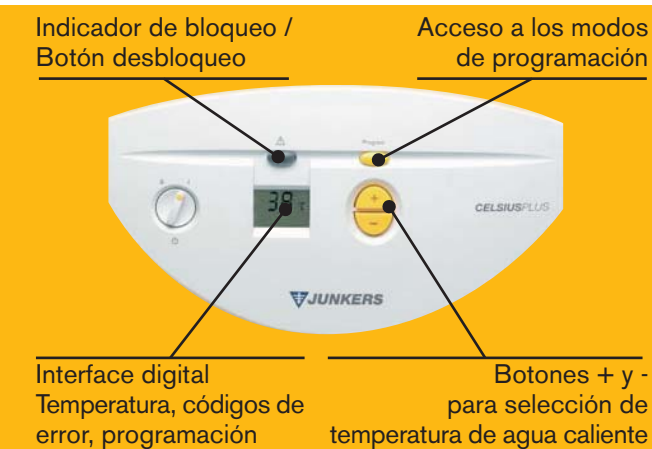 Indicador de bloqueo /
Botón desbloqueo
Acceso a los modos
de programación
Program
38 °C
CELSIUSPLUS
JUNKERS
Interface digital
Temperatura, códigos de
error, programación
Botones + y -
para selección de
temperatura de agua caliente